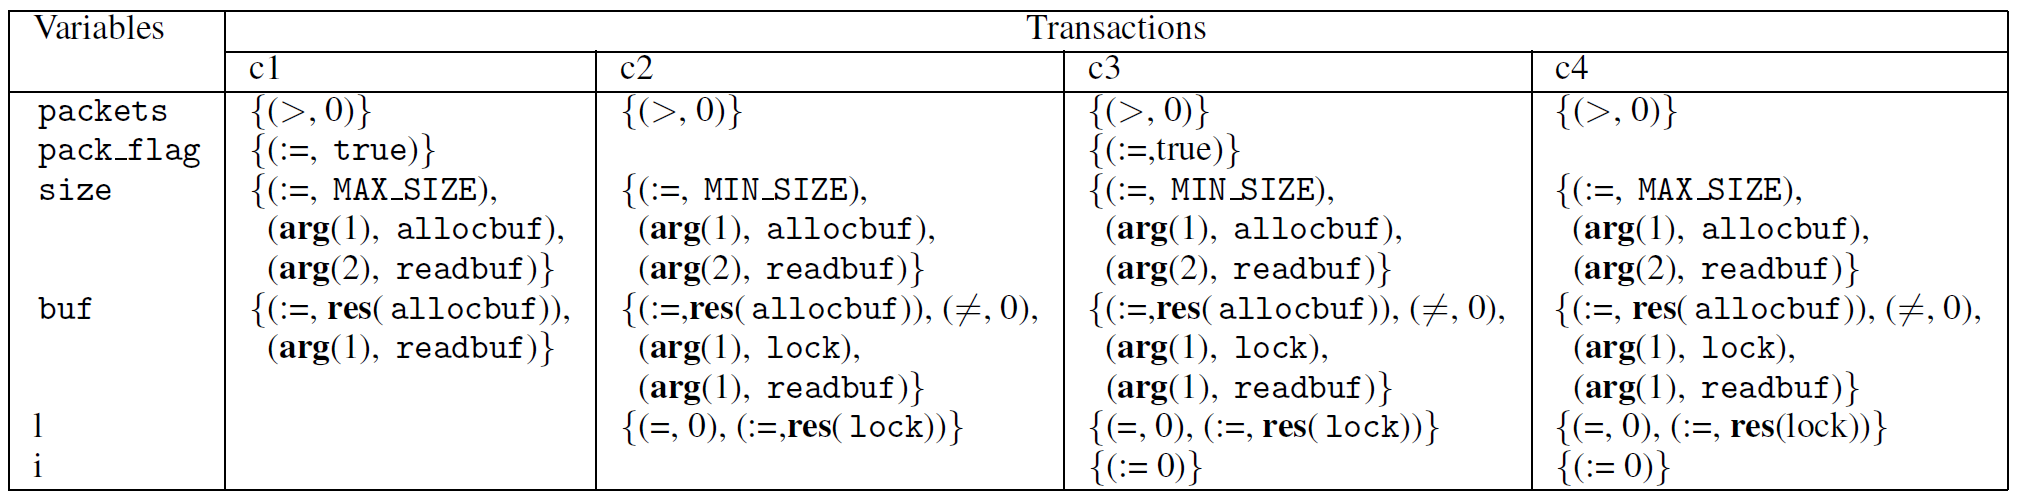 Variables Transactions
c1 c2 c3 c4
packets {(>, 0)} {(>, 0)} {(>, 0)} {(>, 0)}
pack_flag {(:=, true)} {(:=,true)}
size {(:=, MAX_SIZE), {(:=, MIN_SIZE), {(:=, MIN_SIZE), {(:=, MAX_SIZE),
(arg(1), allocbuf), (arg(1), allocbuf), (arg(1), allocbuf), (arg(1), allocbuf),
(arg(2), readbuf)} (arg(2), readbuf)} (arg(2), readbuf)} (arg(2), readbuf)}
buf {(:=, res( allocbuf)), {(:=,res( allocbuf)), (≠, 0), {(:=,res( allocbuf)), (≠, 0), {(:=, res( allocbuf)), (≠, 0),
(arg(1), readbuf)} (arg(1), lock), (arg(1), lock), (arg(1), lock),
(arg(1), readbuf)} (arg(1), readbuf)} (arg(1), readbuf)}
l {(=, 0), (:=,res( lock))} {(=, 0), (:=, res( lock))} {(=, 0), (:=, res(lock))}
i {(:= 0)} {(:= 0)}